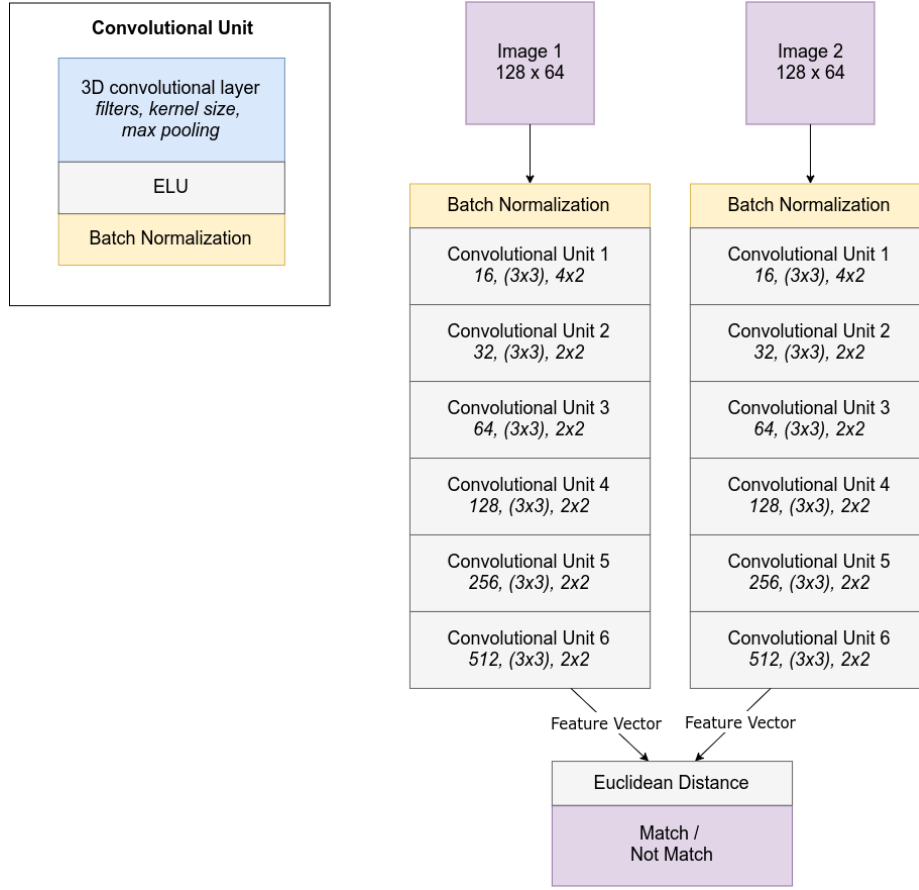 Convolutional Unit
3D convolutional layer
filters, kernel size,
max pooling
ELU
Batch Normalization
Image 1
128 x 64
Batch Normalization
Convolutional Unit 1
16, (3x3), 4x2
Convolutional Unit 2
32, (3x3), 2x2
Convolutional Unit 3
64, (3x3), 2x2
Convolutional Unit 4
128, (3x3), 2x2
Convolutional Unit 5
256, (3x3), 2x2
Convolutional Unit 6
512, (3x3), 2x2
Feature Vector
Image 2
128 x 64
Batch Normalization
Convolutional Unit 1
16, (3x3), 4x2
Convolutional Unit 2
32, (3x3), 2x2
Convolutional Unit 3
64, (3x3), 2x2
Convolutional Unit 4
128, (3x3), 2x2
Convolutional Unit 5
256, (3x3), 2x2
Convolutional Unit 6
512, (3x3), 2x2
Feature Vector
Euclidean Distance
Match /
Not Match